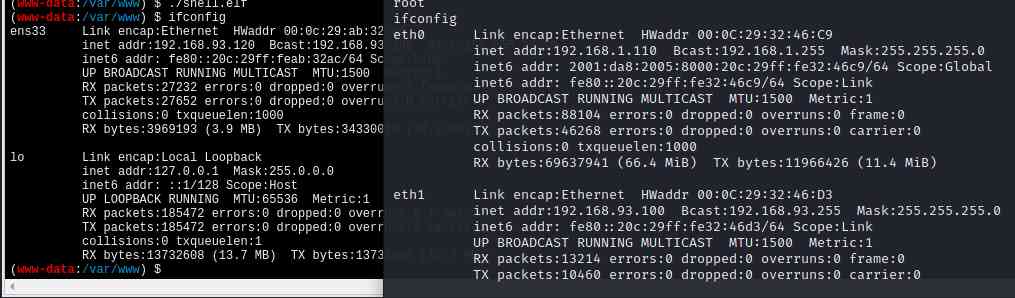 (www-data:/var/www) $ ./shell.elf
(www-data:/var/www) $ ifconfig
ens33     Link encap:Ethernet  HWaddr 00:0c:29:ab:32
          inet addr:192.168.93.120  Bcast:192.168.93
          inet6 addr: fe80::20c:29ff:feab:32ac/64
          UP BROADCAST RUNNING MULTICAST  MTU:1500
          RX packets:27232 errors:0 dropped:0 overru
          TX packets:27652 errors:0 dropped:0 overru
          collisions:0 txqueuelen:1000
          RX bytes:3969193 (3.9 MB)  TX bytes:34330
lo        Link encap:Local Loopback
          inet addr:127.0.0.1  Mask:255.0.0.0
          inet6 addr: ::1/128 Scope:Host
          UP LOOPBACK RUNNING  MTU:65536  Metric:1
          RX packets:185472 errors:0 dropped:0 overr
          TX packets:185472 errors:0 dropped:0 overr
          collisions:0 txqueuelen:1
          RX bytes:13732608 (13.7 MB)  TX bytes:1373
(www-data:/var/www) $
root
ifconfig
eth0      Link encap:Ethernet  HWaddr 00:0C:29:32:46:C9
          inet addr:192.168.1.110  Bcast:192.168.1.255  Mask:255.255.255.0
          inet6 addr: 2001:da8:2005:8000:20c:29ff:fe32:46c9/64 Scope:Global
          inet6 addr: fe80::20c:29ff:fe32:46c9/64 Scope:Link
          UP BROADCAST RUNNING MULTICAST  MTU:1500  Metric:1
          RX packets:88104 errors:0 dropped:0 overruns:0 frame:0
          TX packets:46268 errors:0 dropped:0 overruns:0 carrier:0
          collisions:0 txqueuelen:1000
          RX bytes:69637941 (66.4 MiB)  TX bytes:11966426 (11.4 MiB)
eth1      Link encap:Ethernet  HWaddr 00:0C:29:32:46:D3
          inet addr:192.168.93.100  Bcast:192.168.93.255  Mask:255.255.255.0
          inet6 addr: fe80::20c:29ff:fe32:46d3/64 Scope:Link
          UP BROADCAST RUNNING MULTICAST  MTU:1500  Metric:1
          RX packets:13214 errors:0 dropped:0 overruns:0 frame:0
          TX packets:10460 errors:0 dropped:0 overruns:0 carrier:0